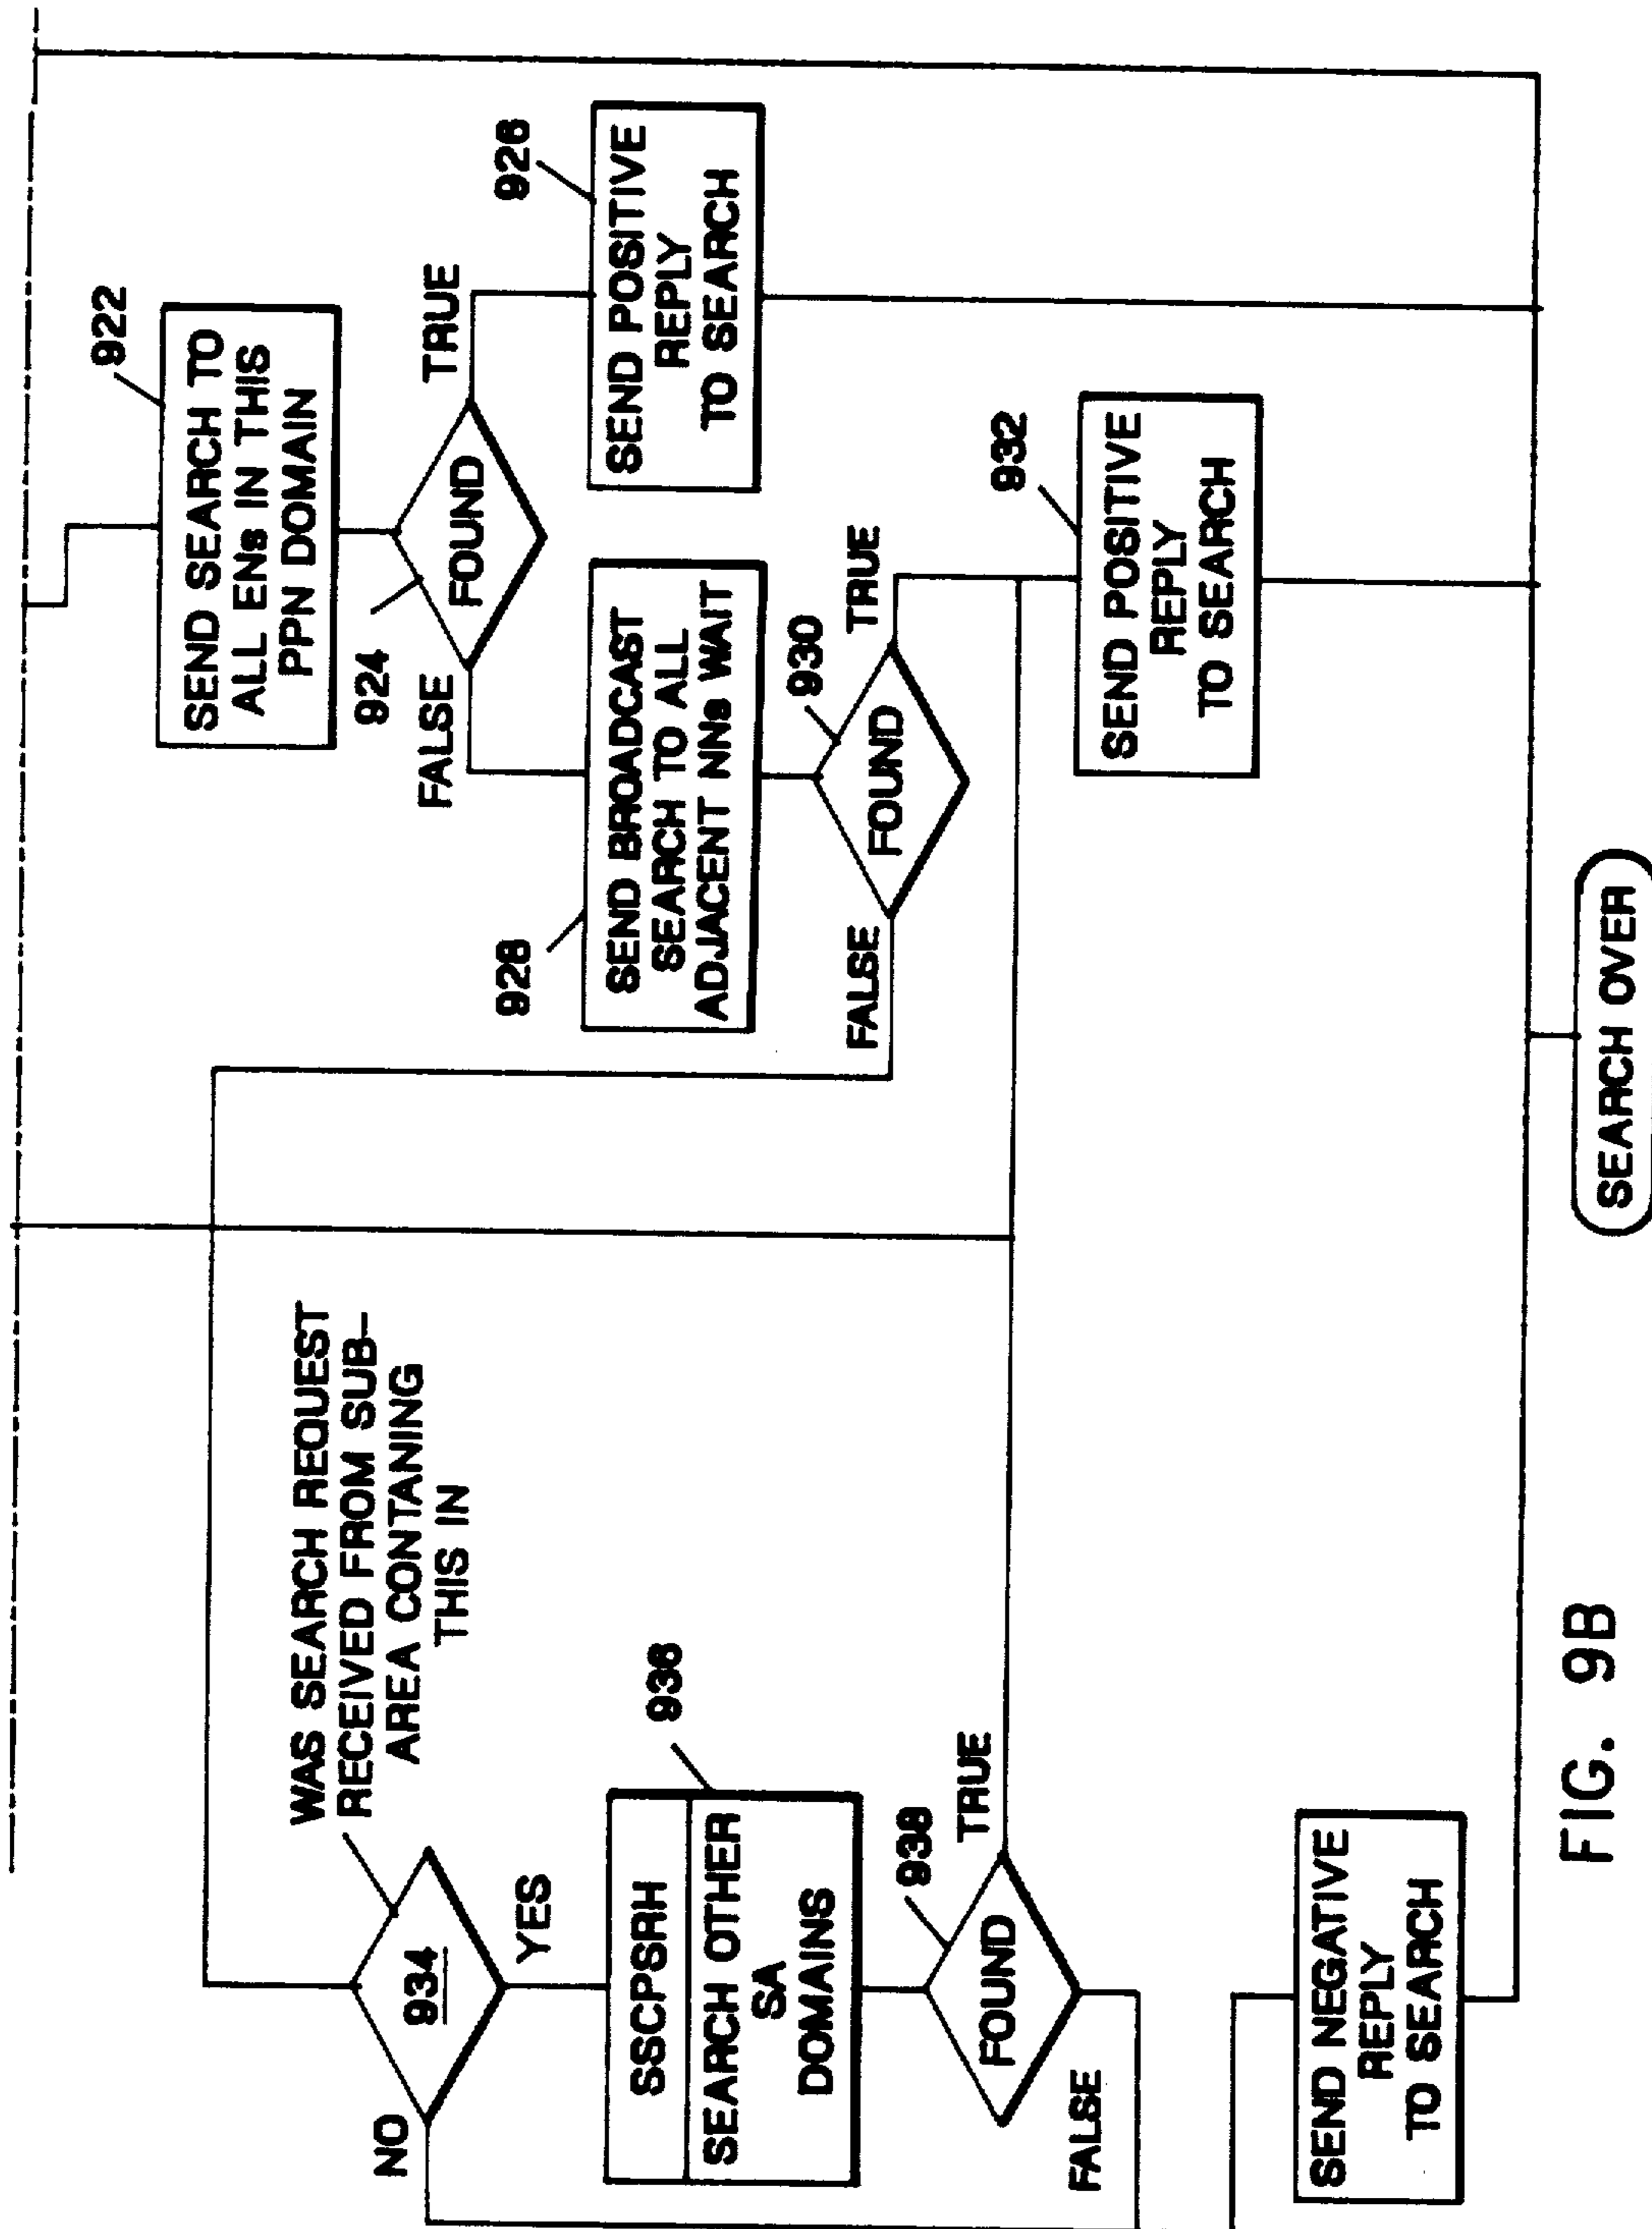 922
SEND SEARCH TO
ALL ENs IN THIS
PPN DOMAIN
924
FOUND
TRUE
FALSE
926
SEND POSITIVE
REPLY
TO SEARCH
928
SEND BROADCAST
SEARCH TO ALL
ADJACENT NNs WAIT
930
FOUND
TRUE
FALSE
932
SEND POSITIVE
REPLY
TO SEARCH
WAS SEARCH REQUEST
RECEIVED FROM SUB-
AREA CONTANING
THIS IN
934
NO
YES
936
SSCPSRH
SEARCH OTHER
SA
DOMAINS
938
FOUND
TRUE
FALSE
SEND NEGATIVE
REPLY
TO SEARCH
SEARCH OVER
FIG. 9B